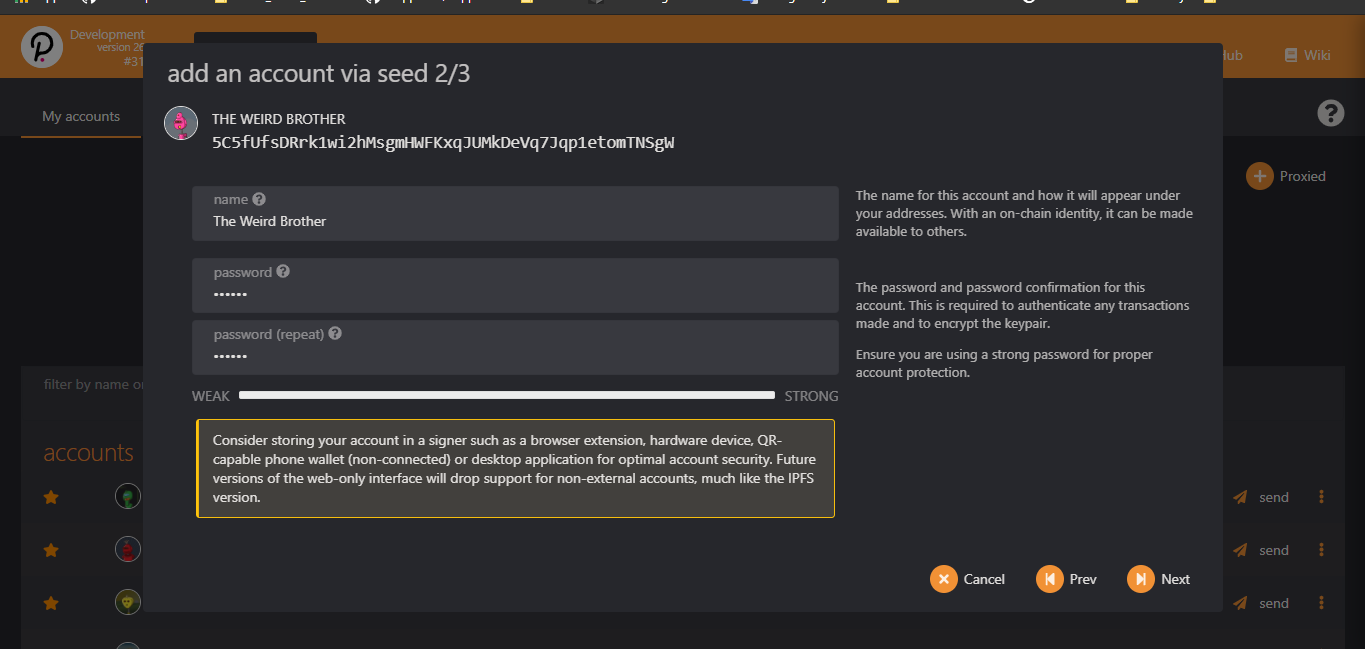 Development
version 26
#31
add an account via seed 2/3
Wiki
My accounts
THE WEIRD BROTHER
5C5fUfsDRrk1wi2hMsgmHWFKxqJUMkDeVq7Jqp1etomTNSgW
Proxied
name
The Weird Brother
The name for this account and how it will appear under
your addresses. With an on-chain identity, it can be made
available to others.
password
••••••
The password and password confirmation for this
account. This is required to authenticate any transactions
made and to encrypt the keypair.
password (repeat)
••••••
Ensure you are using a strong password for proper
account protection.
filter by name or
WEAK STRONG
Consider storing your account in a signer such as a browser extension, hardware device, QR-
capable phone wallet (non-connected) or desktop application for optimal account security. Future
versions of the web-only interface will drop support for non-external accounts, much like the IPFS
version.
accounts
send
send
send
Cancel
Prev
Next